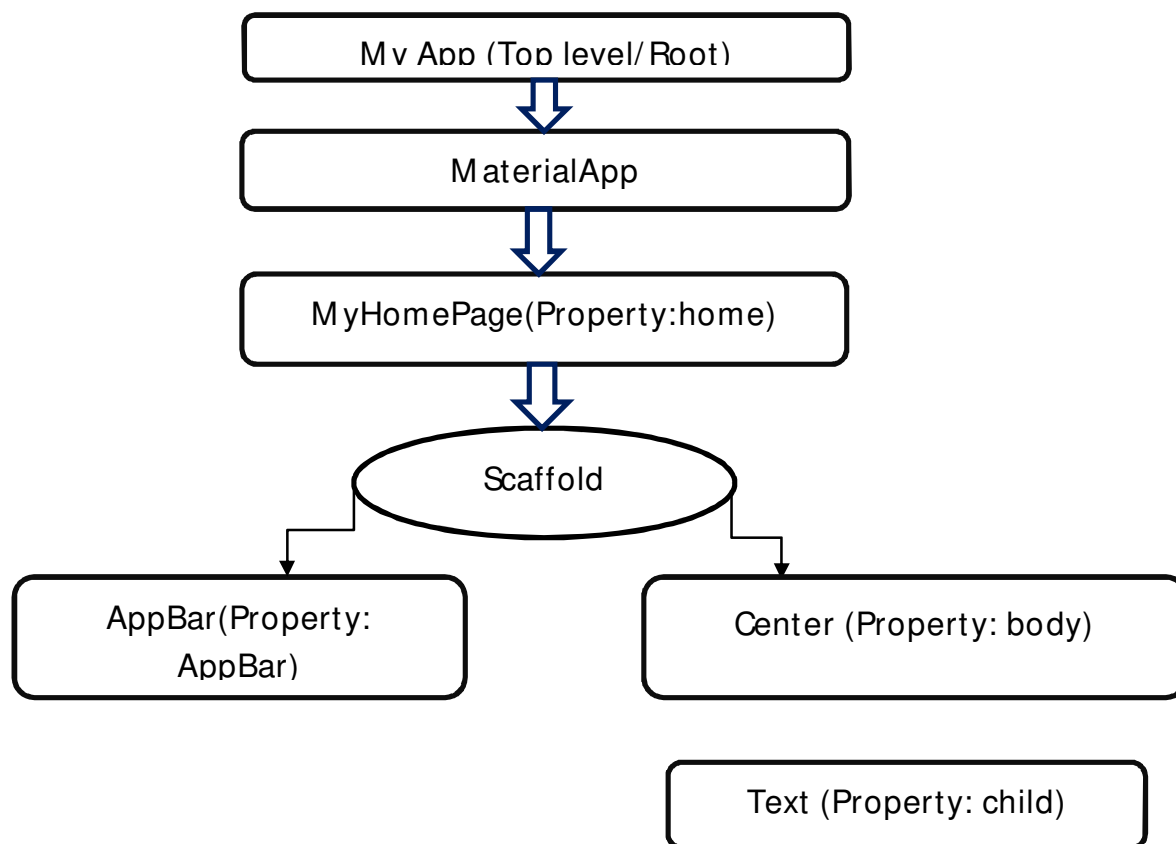 My App (Top level/Root)
MaterialApp
MyHomePage(Property:home)
Scaffold
AppBar(Property:
AppBar)
Center (Property: body)
Text (Property: child)